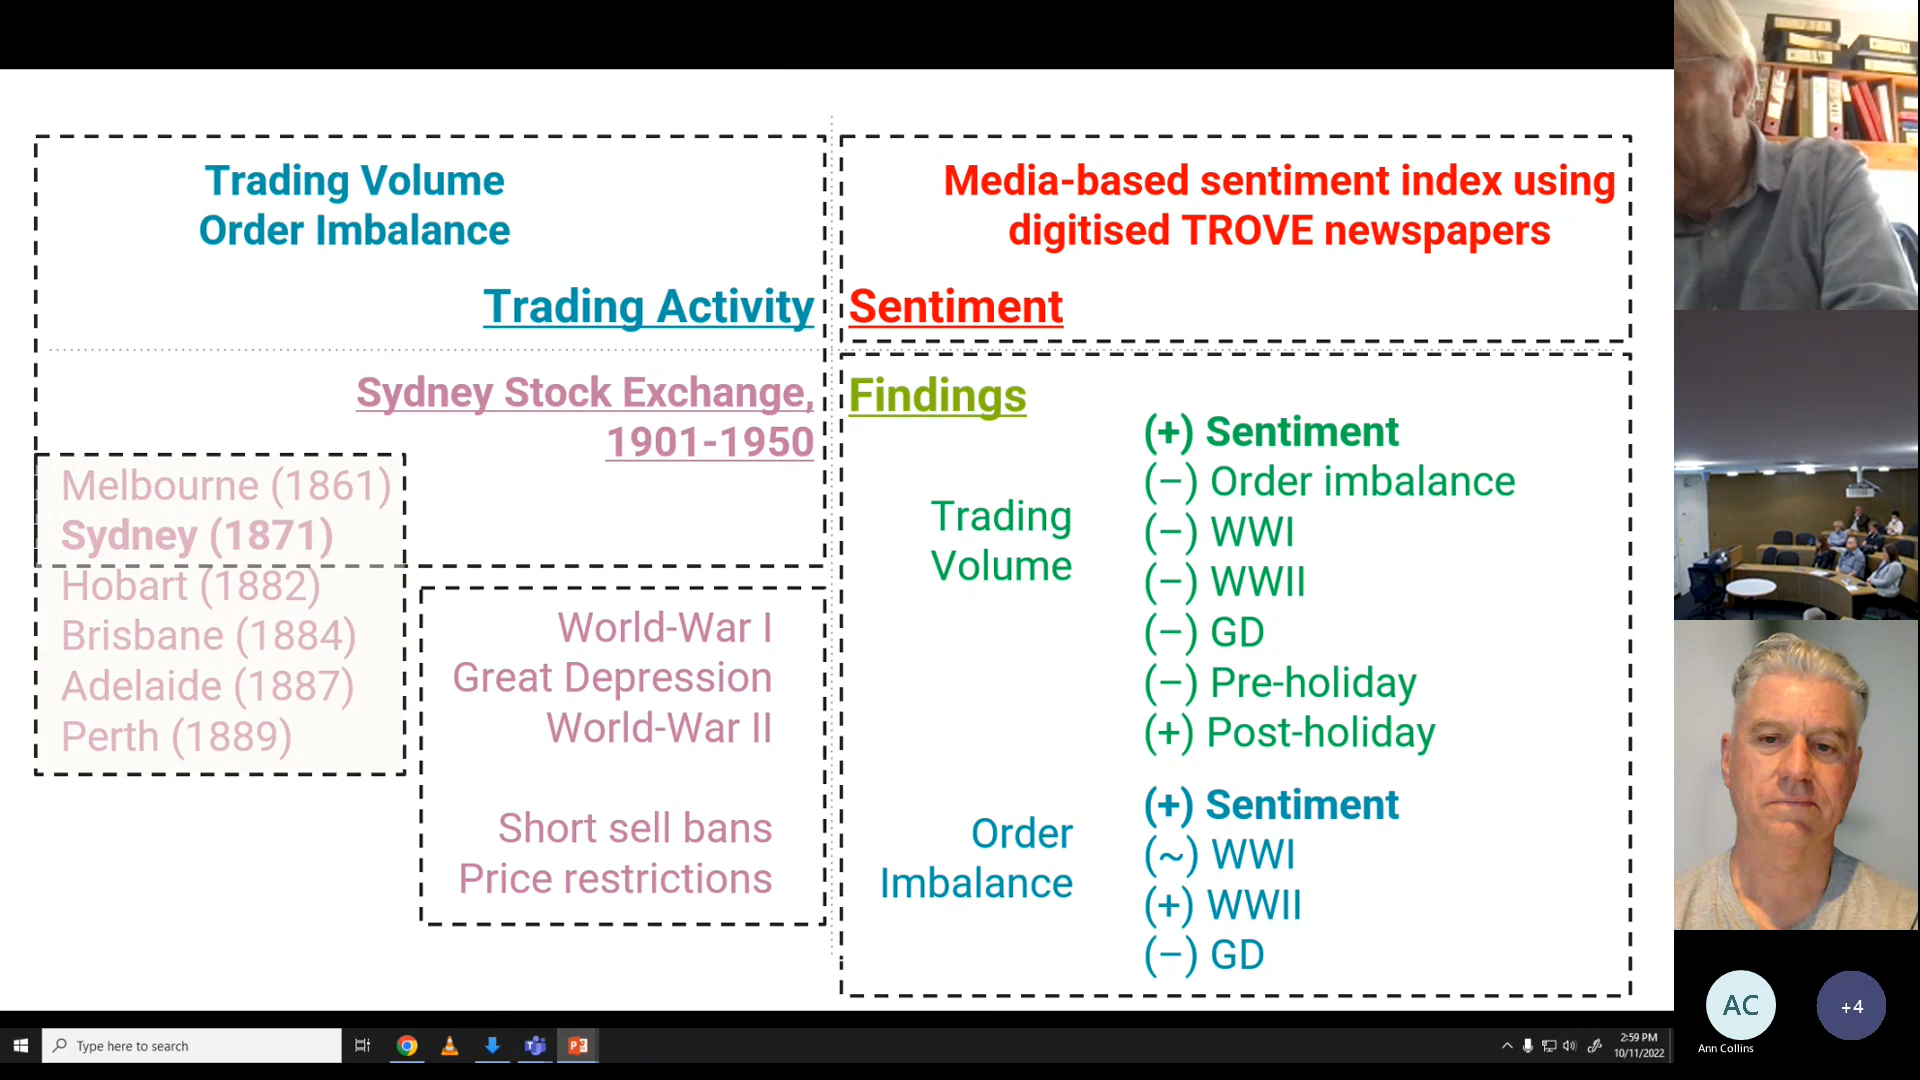 Trading Volume
Order Imbalance
Trading Activity
Media-based sentiment index using
digitised TROVE newspapers
Sentiment
Sydney Stock Exchange,
1901-1950
Melbourne (1861)
Sydney (1871)
Hobart (1882)
Brisbane (1884)
Adelaide (1887)
Perth (1889)
World-War I
Great Depression
World-War II
Short sell bans
Price restrictions
Findings
Trading
Volume
(+) Sentiment
(−) Order imbalance
(−) WWI
(−) WWII
(−) GD
(−) Pre-holiday
(+) Post-holiday
Order
Imbalance
(+) Sentiment
(~) WWI
(+) WWII
(−) GD
AC
+4
Ann Collins
Type here to search
2:59 PM
10/11/2022